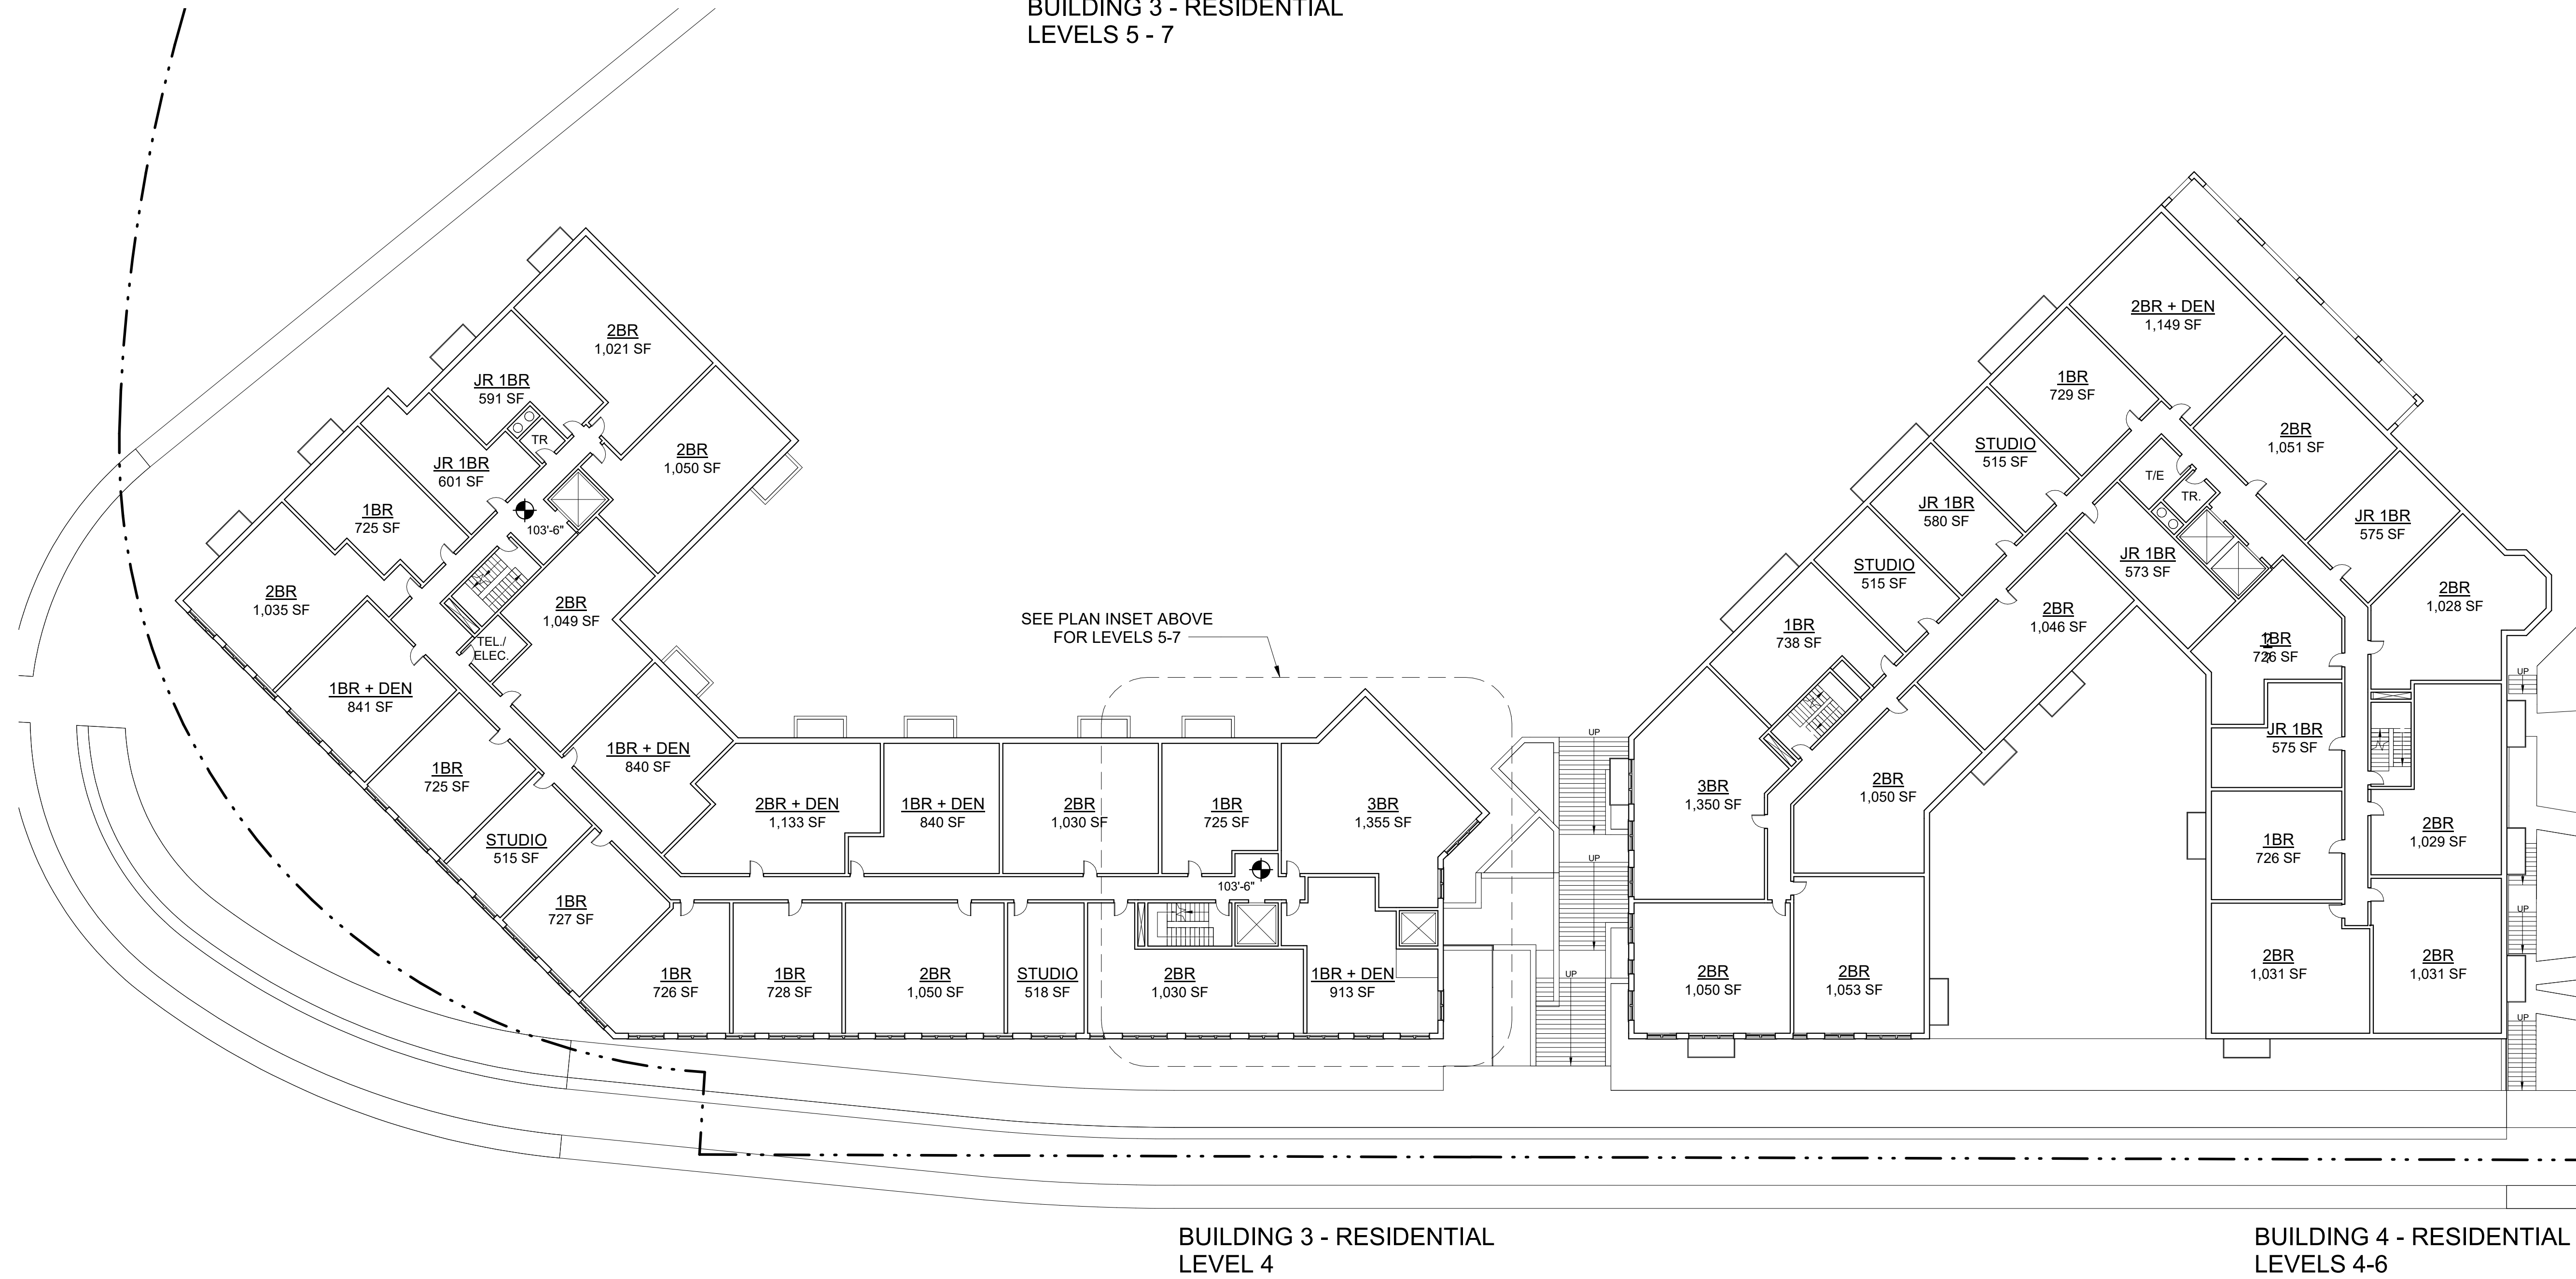 BUILDING 3 - RESIDENTIAL
LEVELS 5 - 7
2BR
1,021 SF
JR 1BR
591 SF
TR
2BR
1,050 SF
JR 1BR
601 SF
1BR
725 SF
103'-6"
2BR
1,035 SF
2BR
1,049 SF
TEL./
ELEC.
1BR + DEN
841 SF
1BR
725 SF
1BR + DEN
840 SF
STUDIO
515 SF
1BR
727 SF
2BR + DEN
1,133 SF
1BR + DEN
840 SF
2BR
1,030 SF
1BR
725 SF
3BR
1,355 SF
SEE PLAN INSET ABOVE
FOR LEVELS 5-7
103'-6"
1BR
726 SF
1BR
728 SF
2BR
1,050 SF
STUDIO
518 SF
2BR
1,030 SF
1BR + DEN
913 SF
UP
UP
UP
2BR + DEN
1,149 SF
1BR
729 SF
STUDIO
515 SF
2BR
1,051 SF
T/E
TR.
JR 1BR
580 SF
JR 1BR
575 SF
STUDIO
515 SF
JR 1BR
573 SF
2BR
1,028 SF
1BR
738 SF
2BR
1,046 SF
1BR
726 SF
UP
JR 1BR
575 SF
3BR
1,350 SF
2BR
1,050 SF
1BR
726 SF
2BR
1,029 SF
UP
UP
2BR
1,050 SF
2BR
1,053 SF
2BR
1,031 SF
2BR
1,031 SF
UP
BUILDING 3 - RESIDENTIAL
LEVEL 4
BUILDING 4 - RESIDENTIAL
LEVELS 4-6